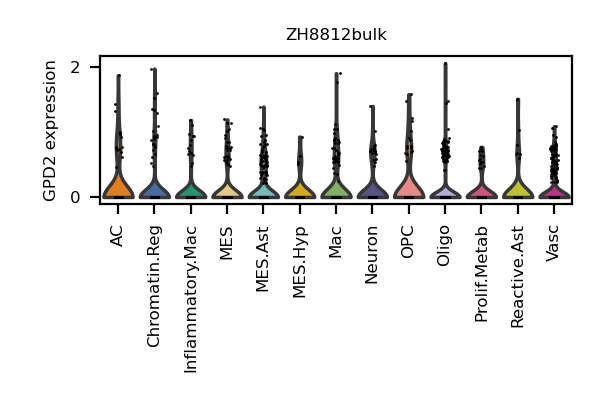 ZH8812bulk
GPD2 expression
2
0
AC
Chromatin.Reg
Inflammatory.Mac
MES
MES.Ast
MES.Hyp
Mac
Neuron
OPC
Oligo
Prolif.Metab
Reactive.Ast
Vasc